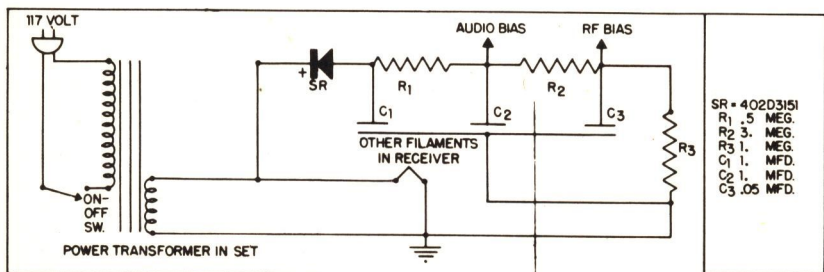 117 VOLT
AUDIO BIAS
RF BIAS
+
SR
R1
R2
C1
C2
C3
R3
OTHER FILAMENTS
IN RECEIVER
ON-
OFF
SW.
POWER TRANSFORMER IN SET
SR = 402D3151
R1 .5 MEG.
R2 3. MEG.
R3 1. MEG.
C1 1. MFD.
C2 1. MFD.
C3 .05 MFD.